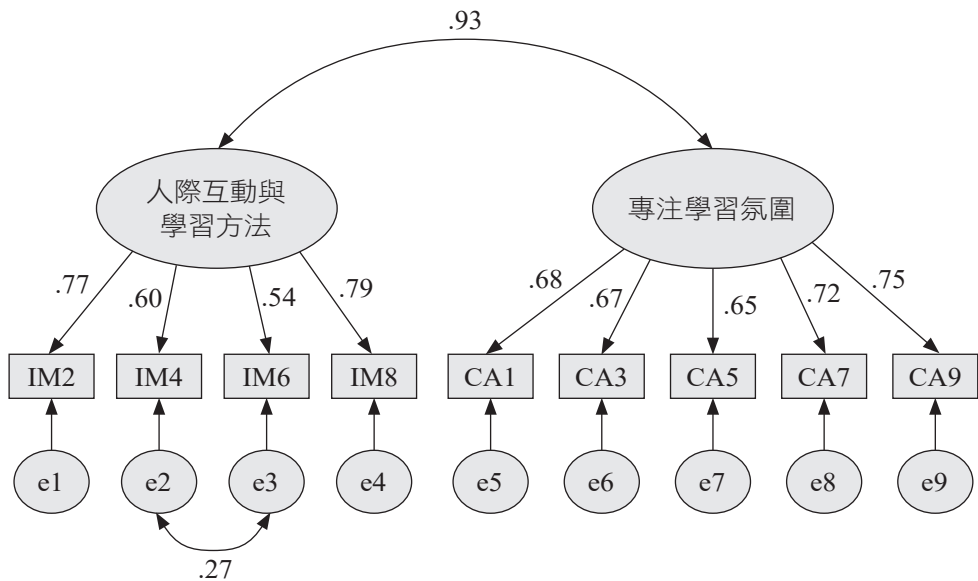 .93
人際互動與
學習方法
專注學習氛圍
.77
.60
.54
.79
.68
.67
.65
.72
.75
IM2
IM4
IM6
IM8
CA1
CA3
CA5
CA7
CA9
e1
e2
e3
e4
e5
e6
e7
e8
e9
.27